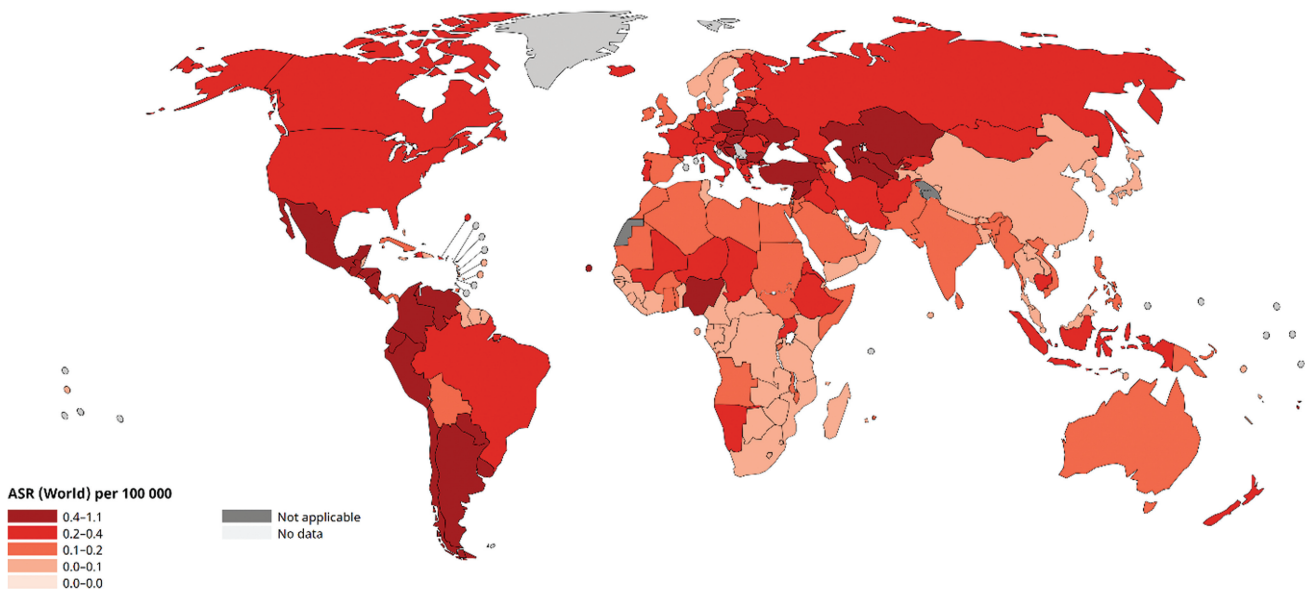 ASR (World) per 100 000
0.4–1.1
0.2–0.4
0.1–0.2
0.0–0.1
0.0–0.0
Not applicable
No data